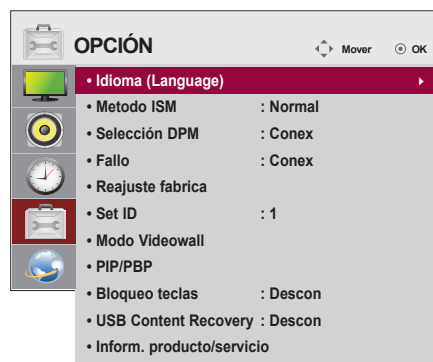 OPCIÓN Mover OK
• Idioma (Language)
• Metodo ISM : Normal
• Selección DPM : Conex
• Fallo : Conex
• Reajuste fabrica
• Set ID : 1
• Modo Videowall
• PIP/PBP
• Bloqueo teclas : Descon
• USB Content Recovery : Descon
• Inform. producto/servicio